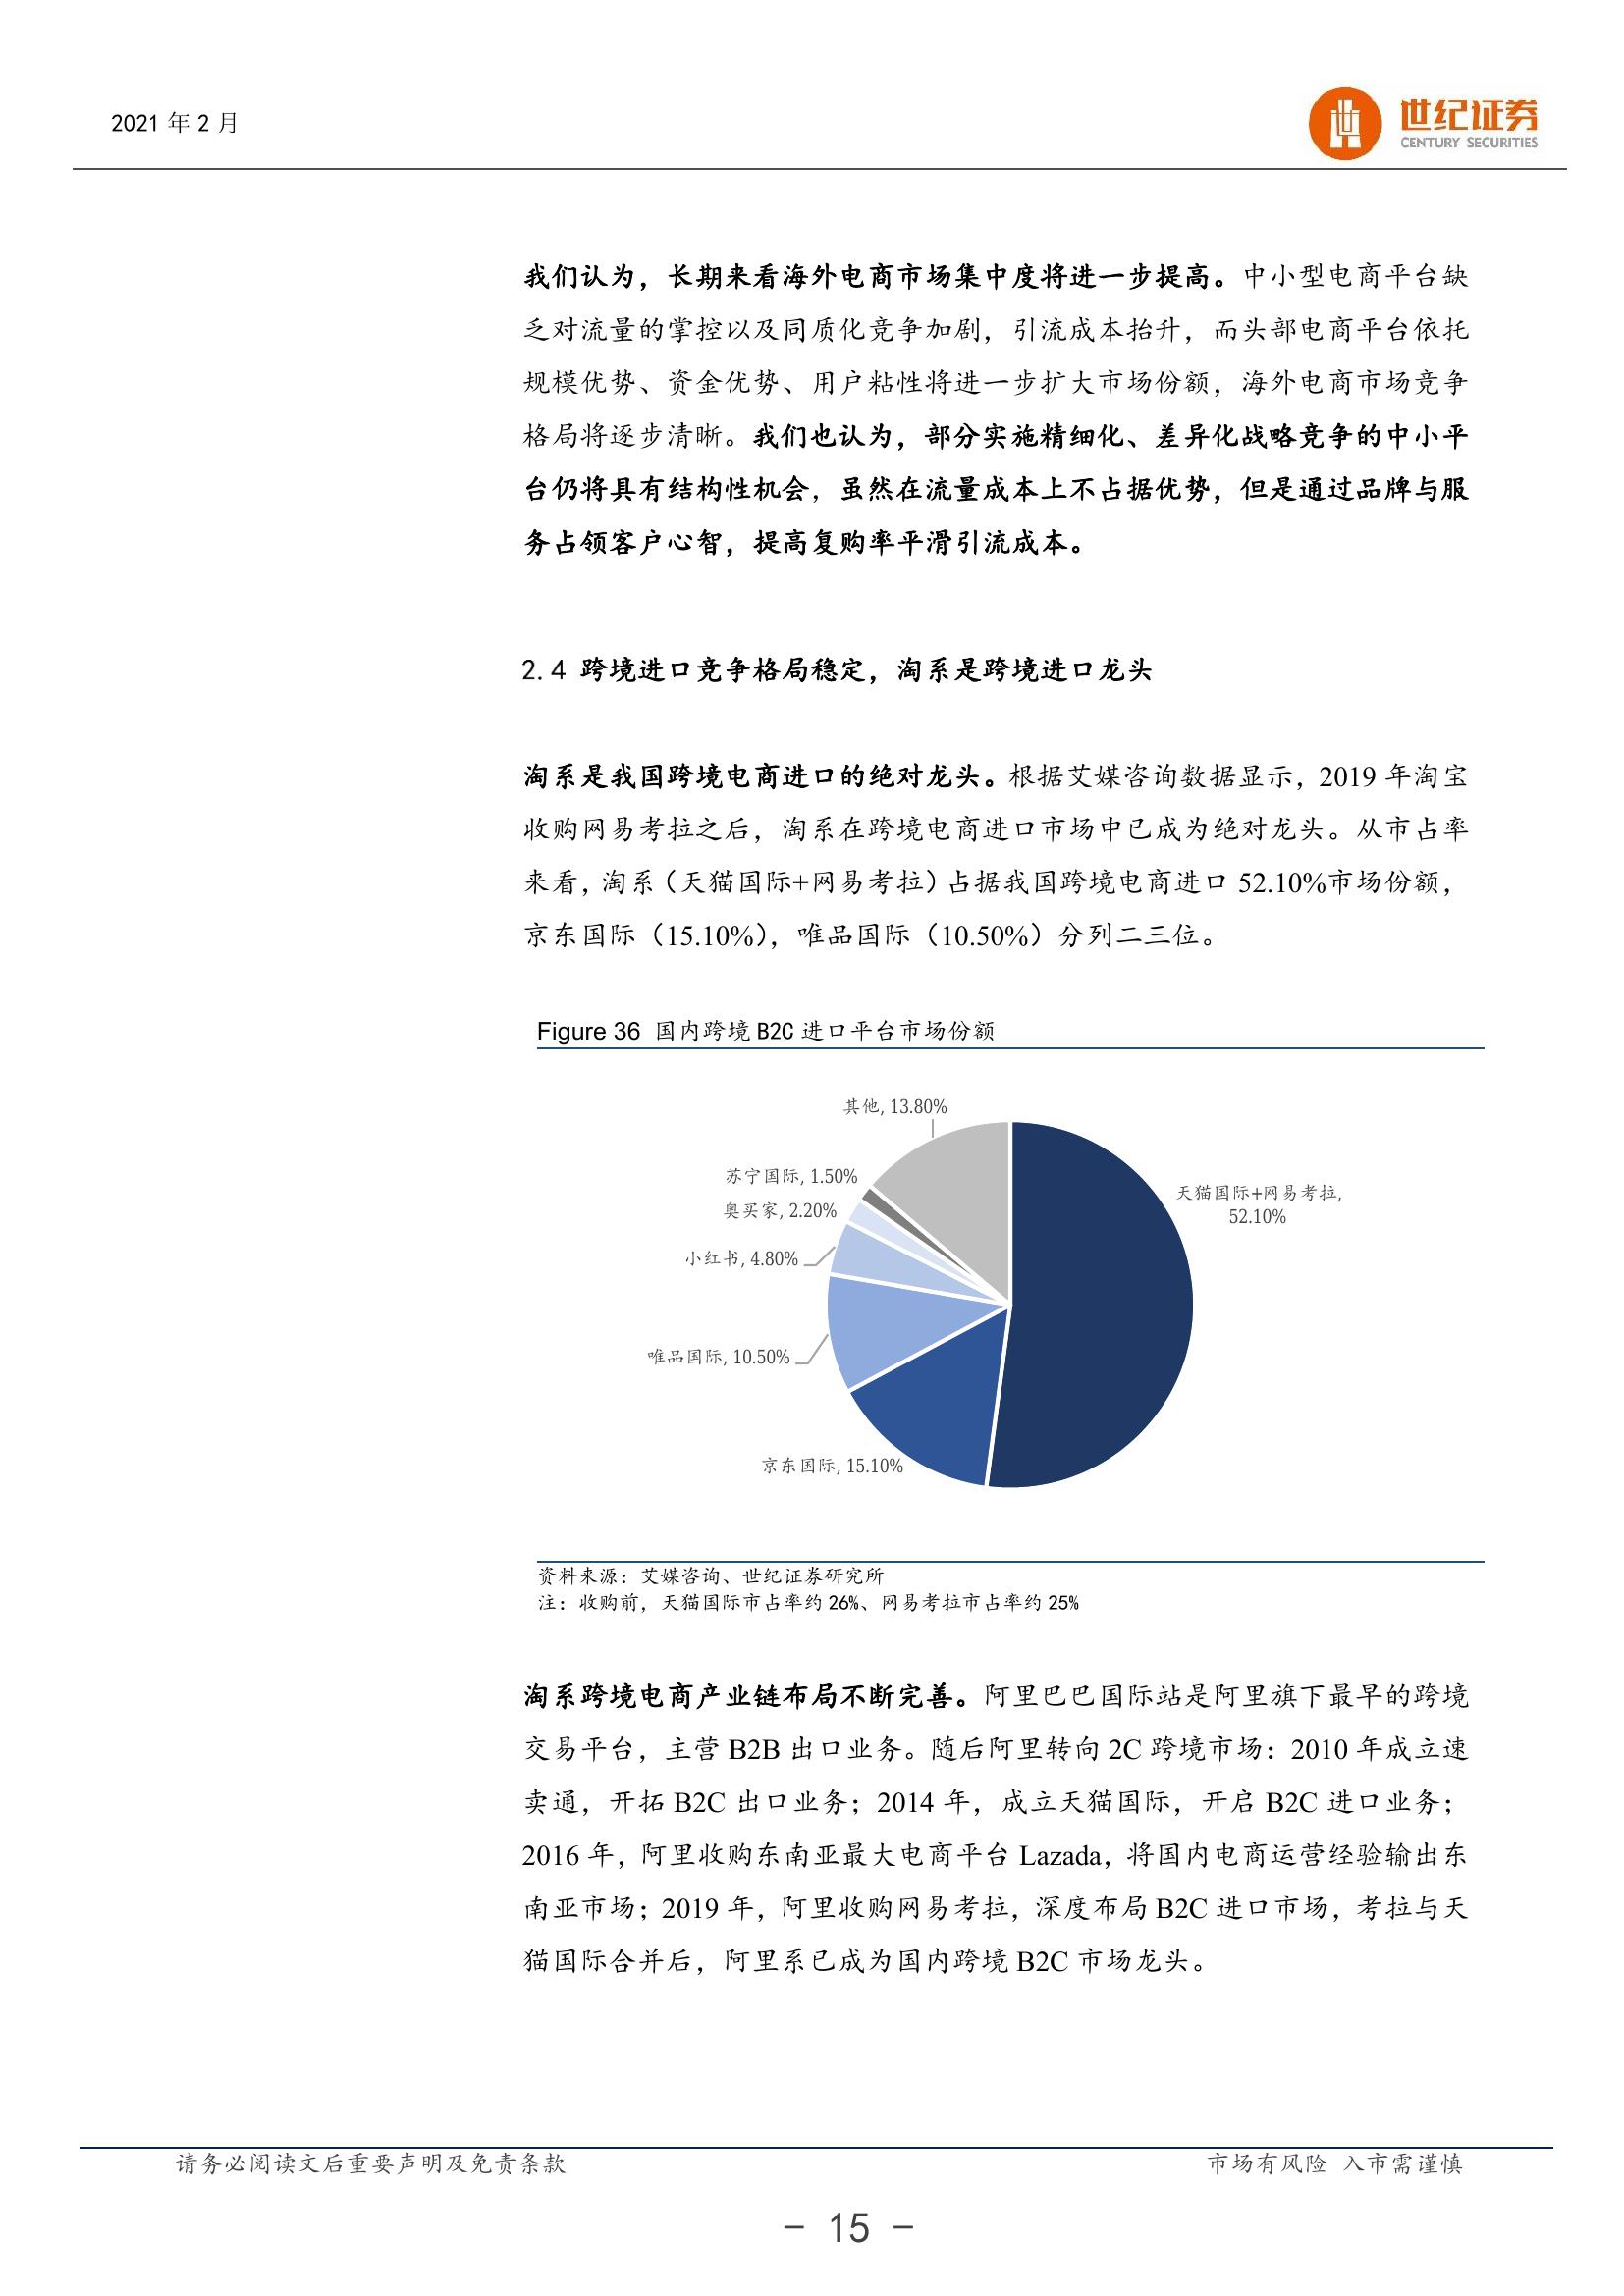 2021 年 2 月
世纪证券
CENTURY SECURITIES
我们认为，长期来看海外电商市场集中度将进一步提高。中小型电商平台缺
乏对流量的掌控以及同质化竞争加剧，引流成本抬升，而头部电商平台依托
规模优势、资金优势、用户粘性将进一步扩大市场份额，海外电商市场竞争
格局将逐步清晰。我们也认为，部分实施精细化、差异化战略竞争的中小平
台仍将具有结构性机会，虽然在流量成本上不占据优势，但是通过品牌与服
务占领客户心智，提高复购率平滑引流成本。
2.4 跨境进口竞争格局稳定，淘系是跨境进口龙头
淘系是我国跨境电商进口的绝对龙头。根据艾媒咨询数据显示，2019 年淘宝
收购网易考拉之后，淘系在跨境电商进口市场中已成为绝对龙头。从市占率
来看，淘系（天猫国际+网易考拉）占据我国跨境电商进口 52.10%市场份额，
京东国际（15.10%），唯品国际（10.50%）分列二三位。
Figure 36 国内跨境 B2C 进口平台市场份额
其他, 13.80%
苏宁国际, 1.50%
天猫国际+网易考拉,
52.10%
奥买家, 2.20%
小红书, 4.80%
唯品国际, 10.50%
京东国际, 15.10%
资料来源：艾媒咨询、世纪证券研究所
注：收购前，天猫国际市占率约 26%、网易考拉市占率约 25%
淘系跨境电商产业链布局不断完善。阿里巴巴国际站是阿里旗下最早的跨境
交易平台，主营 B2B 出口业务。随后阿里转向 2C 跨境市场：2010 年成立速
卖通，开拓 B2C 出口业务；2014 年，成立天猫国际，开启 B2C 进口业务；
2016 年，阿里收购东南亚最大电商平台 Lazada，将国内电商运营经验输出东
南亚市场；2019 年，阿里收购网易考拉，深度布局 B2C 进口市场，考拉与天
猫国际合并后，阿里系已成为国内跨境 B2C 市场龙头。
请务必阅读文后重要声明及免责条款
市场有风险 入市需谨慎
- 15 -